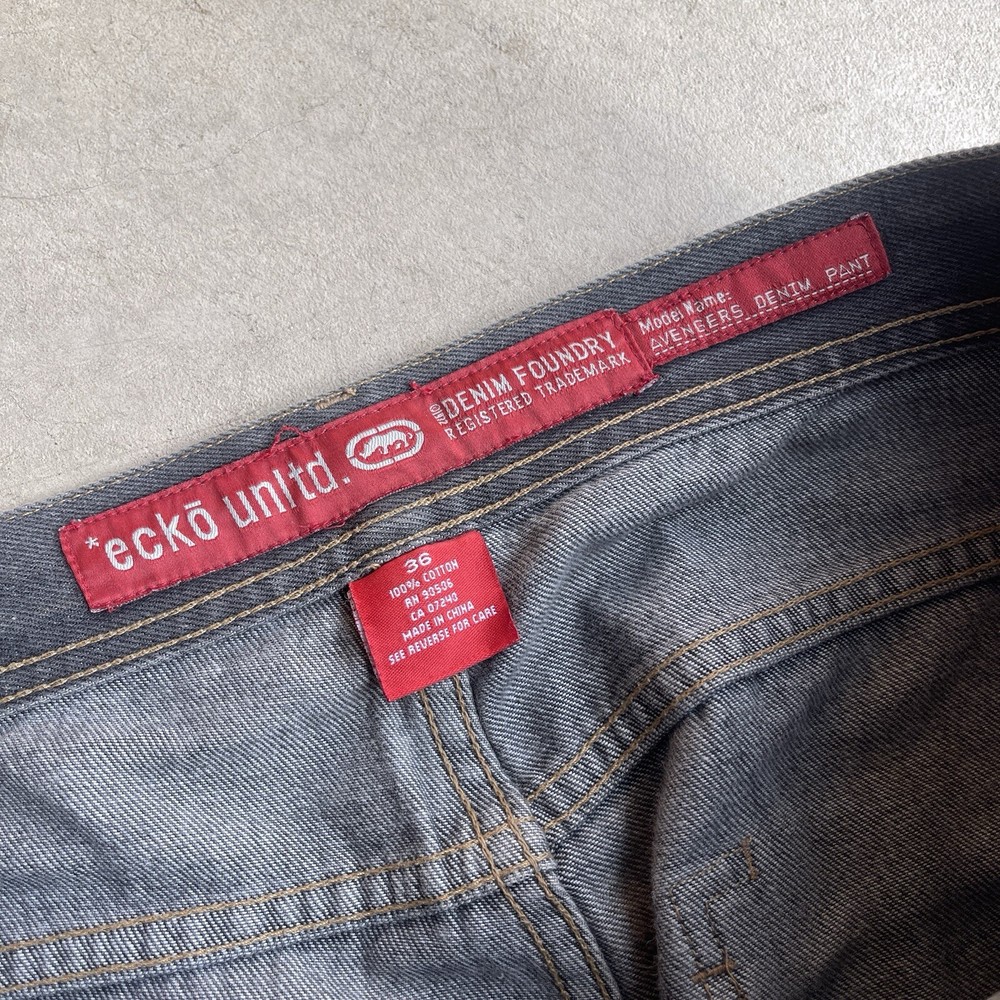 *eckō unltd.
DENIM FOUNDRY
REGISTERED TRADEMARK
Model Name:
AVENGERS DENIM PANT
36
100% COTTON
RN 90506
CA 07240
MADE IN CHINA
SEE REVERSE FOR CARE